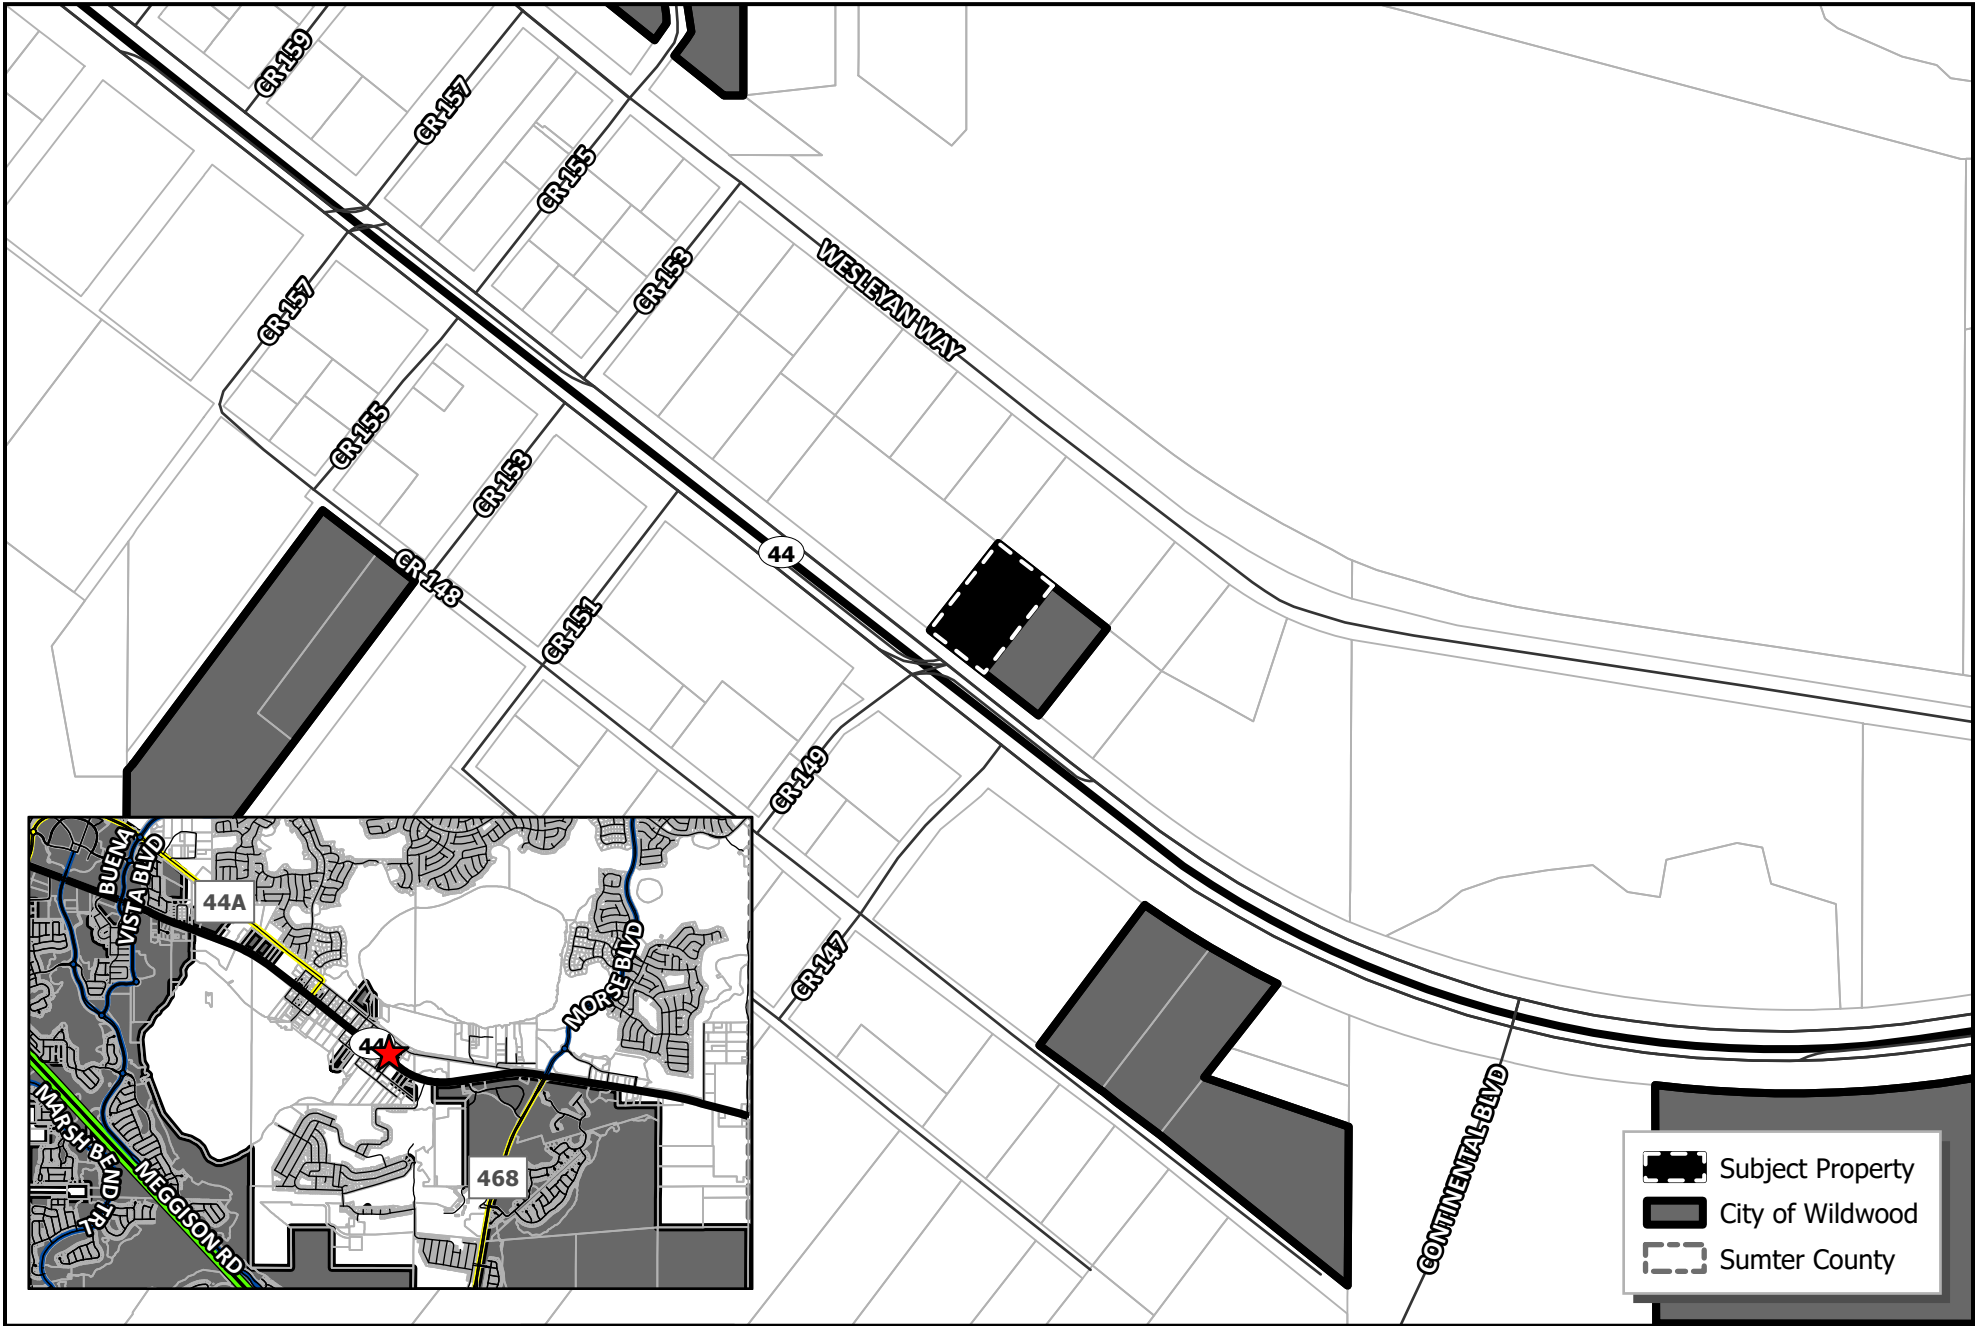 CR-159
CR-157
CR-155
CR-153
WESLEYAN WAY
CR-157
CR-155
CR-153
CR-148
CR-151
44
CR-149
CR-147
CONTINENTAL BLVD
BUENA
VISTA BLVD
44A
MORSE BLVD
44
468
MARSH BEND TRL
MEGGISON RD
Subject Property
City of Wildwood
Sumter County